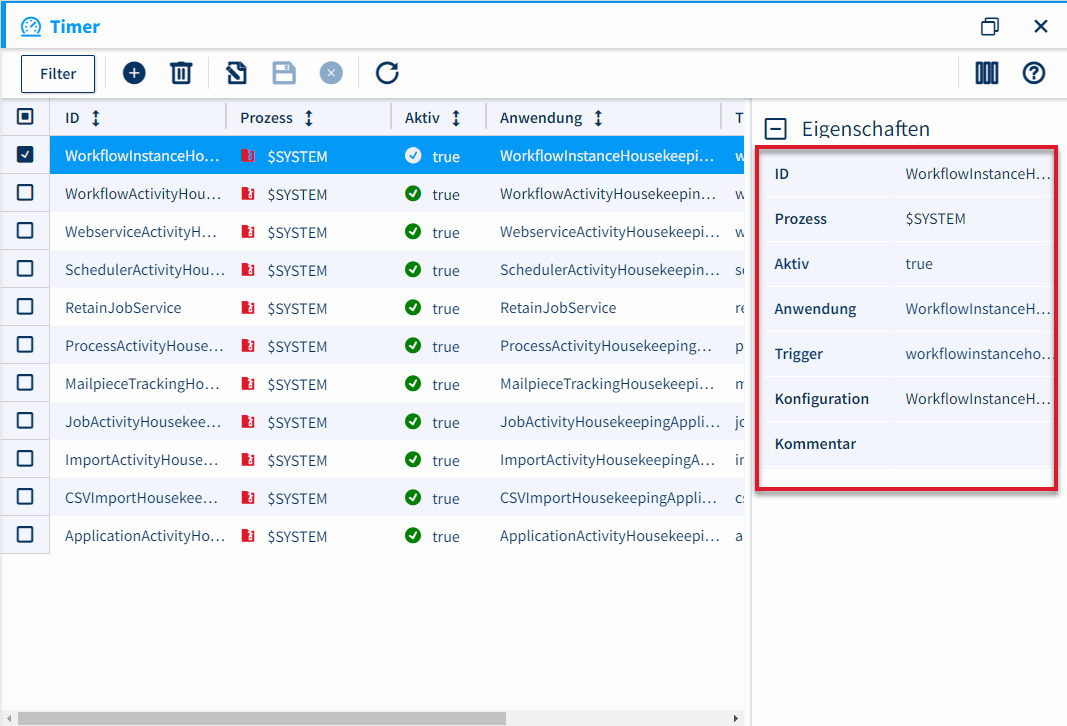 Timer
Filter
ID Prozess Aktiv Anwendung T
WorkflowInstanceHo... $SYSTEM true WorkflowInstanceHousekeepi... w
WorkflowActivityHou... $SYSTEM true WorkflowActivityHousekeepin... w
WebserviceActivityH... $SYSTEM true WebserviceActivityHousekeepi... w
SchedulerActivityHou... $SYSTEM true SchedulerActivityHousekeepin... sc
RetainJobService $SYSTEM true RetainJobService re
ProcessActivityHouse... $SYSTEM true ProcessActivityHousekeeping... p
MailpieceTrackingHo... $SYSTEM true MailpieceTrackingHousekeepi... m
JobActivityHousekee... $SYSTEM true JobActivityHousekeepingAppli... jo
ImportActivityHouse... $SYSTEM true ImportActivityHousekeepingA... in
CSVImportHousekee... $SYSTEM true CSVImportHousekeepingAppli... cs
ApplicationActivityHo... $SYSTEM true ApplicationActivityHousekeepi... a
Eigenschaften
ID WorkflowInstanceH...
Prozess $SYSTEM
Aktiv true
Anwendung WorkflowInstanceH...
Trigger workflowinstanceho...
Konfiguration WorkflowInstanceH...
Kommentar